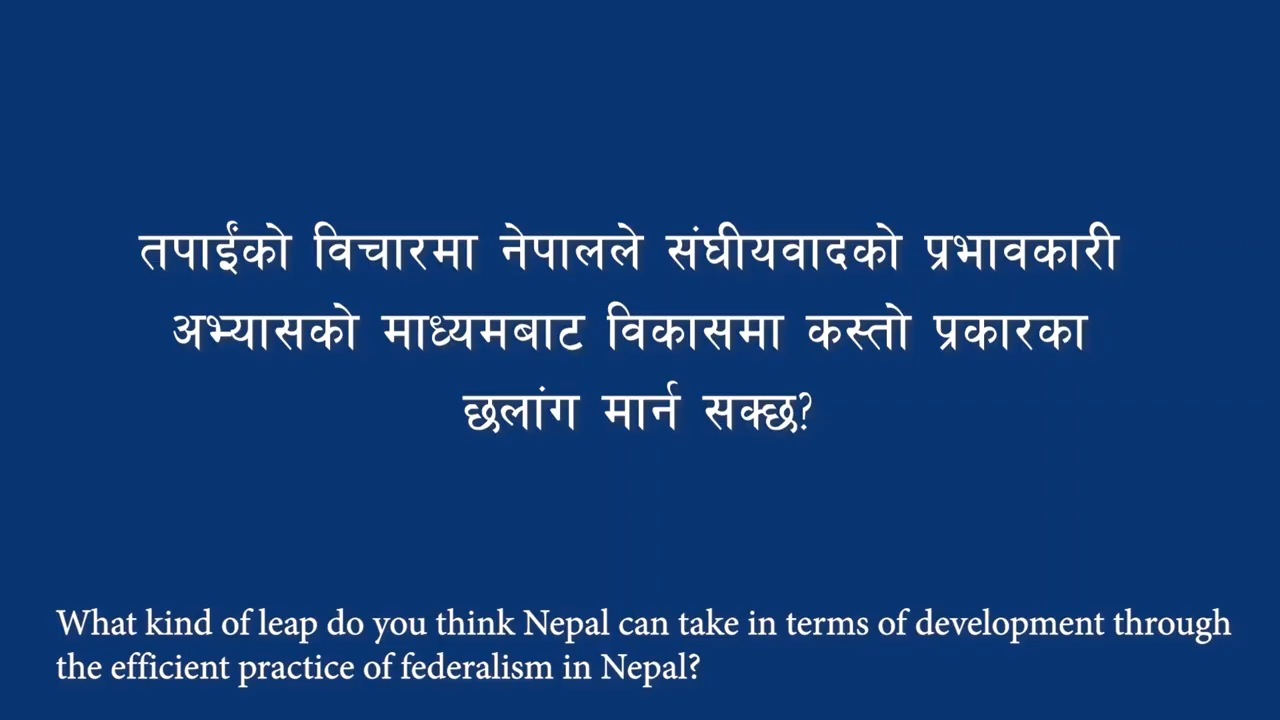 तपाईंको विचारमा नेपालले संघीयवादको प्रभावकारी
अभ्यासको माध्यमबाट विकासमा कस्तो प्रकारका
छलांग मार्न सक्छ?
What kind of leap do you think Nepal can take in terms of development through
the efficient practice of federalism in Nepal?